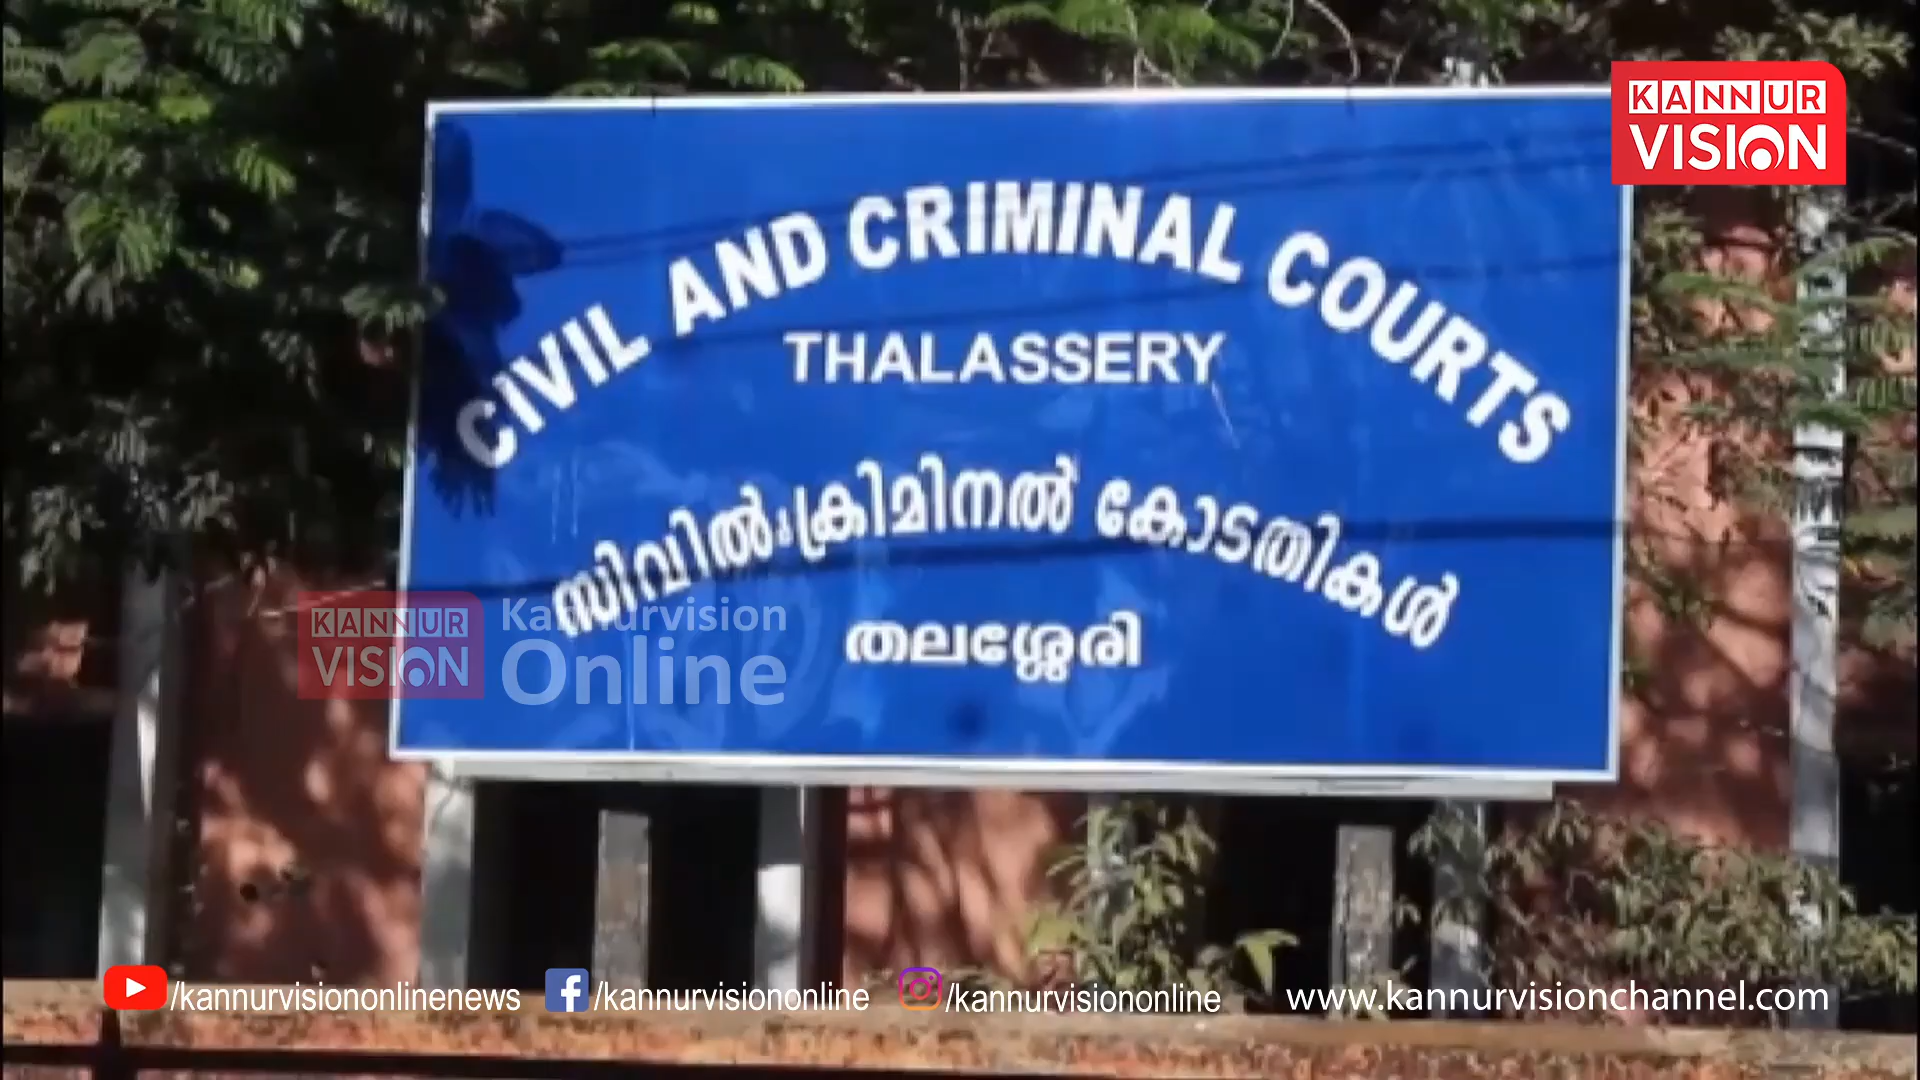 KANNUR
VISION
CIVIL AND CRIMINAL COURTS
THALASSERY
സിവിൽ&ക്രിമിനൽ കോടതികൾ
തലശ്ശേരി
KANNUR
VISION
Kannurvision
Online
/kannurvisiononlinenews
/kannurvisiononline
/kannurvisiononline
www.kannurvisionchannel.com